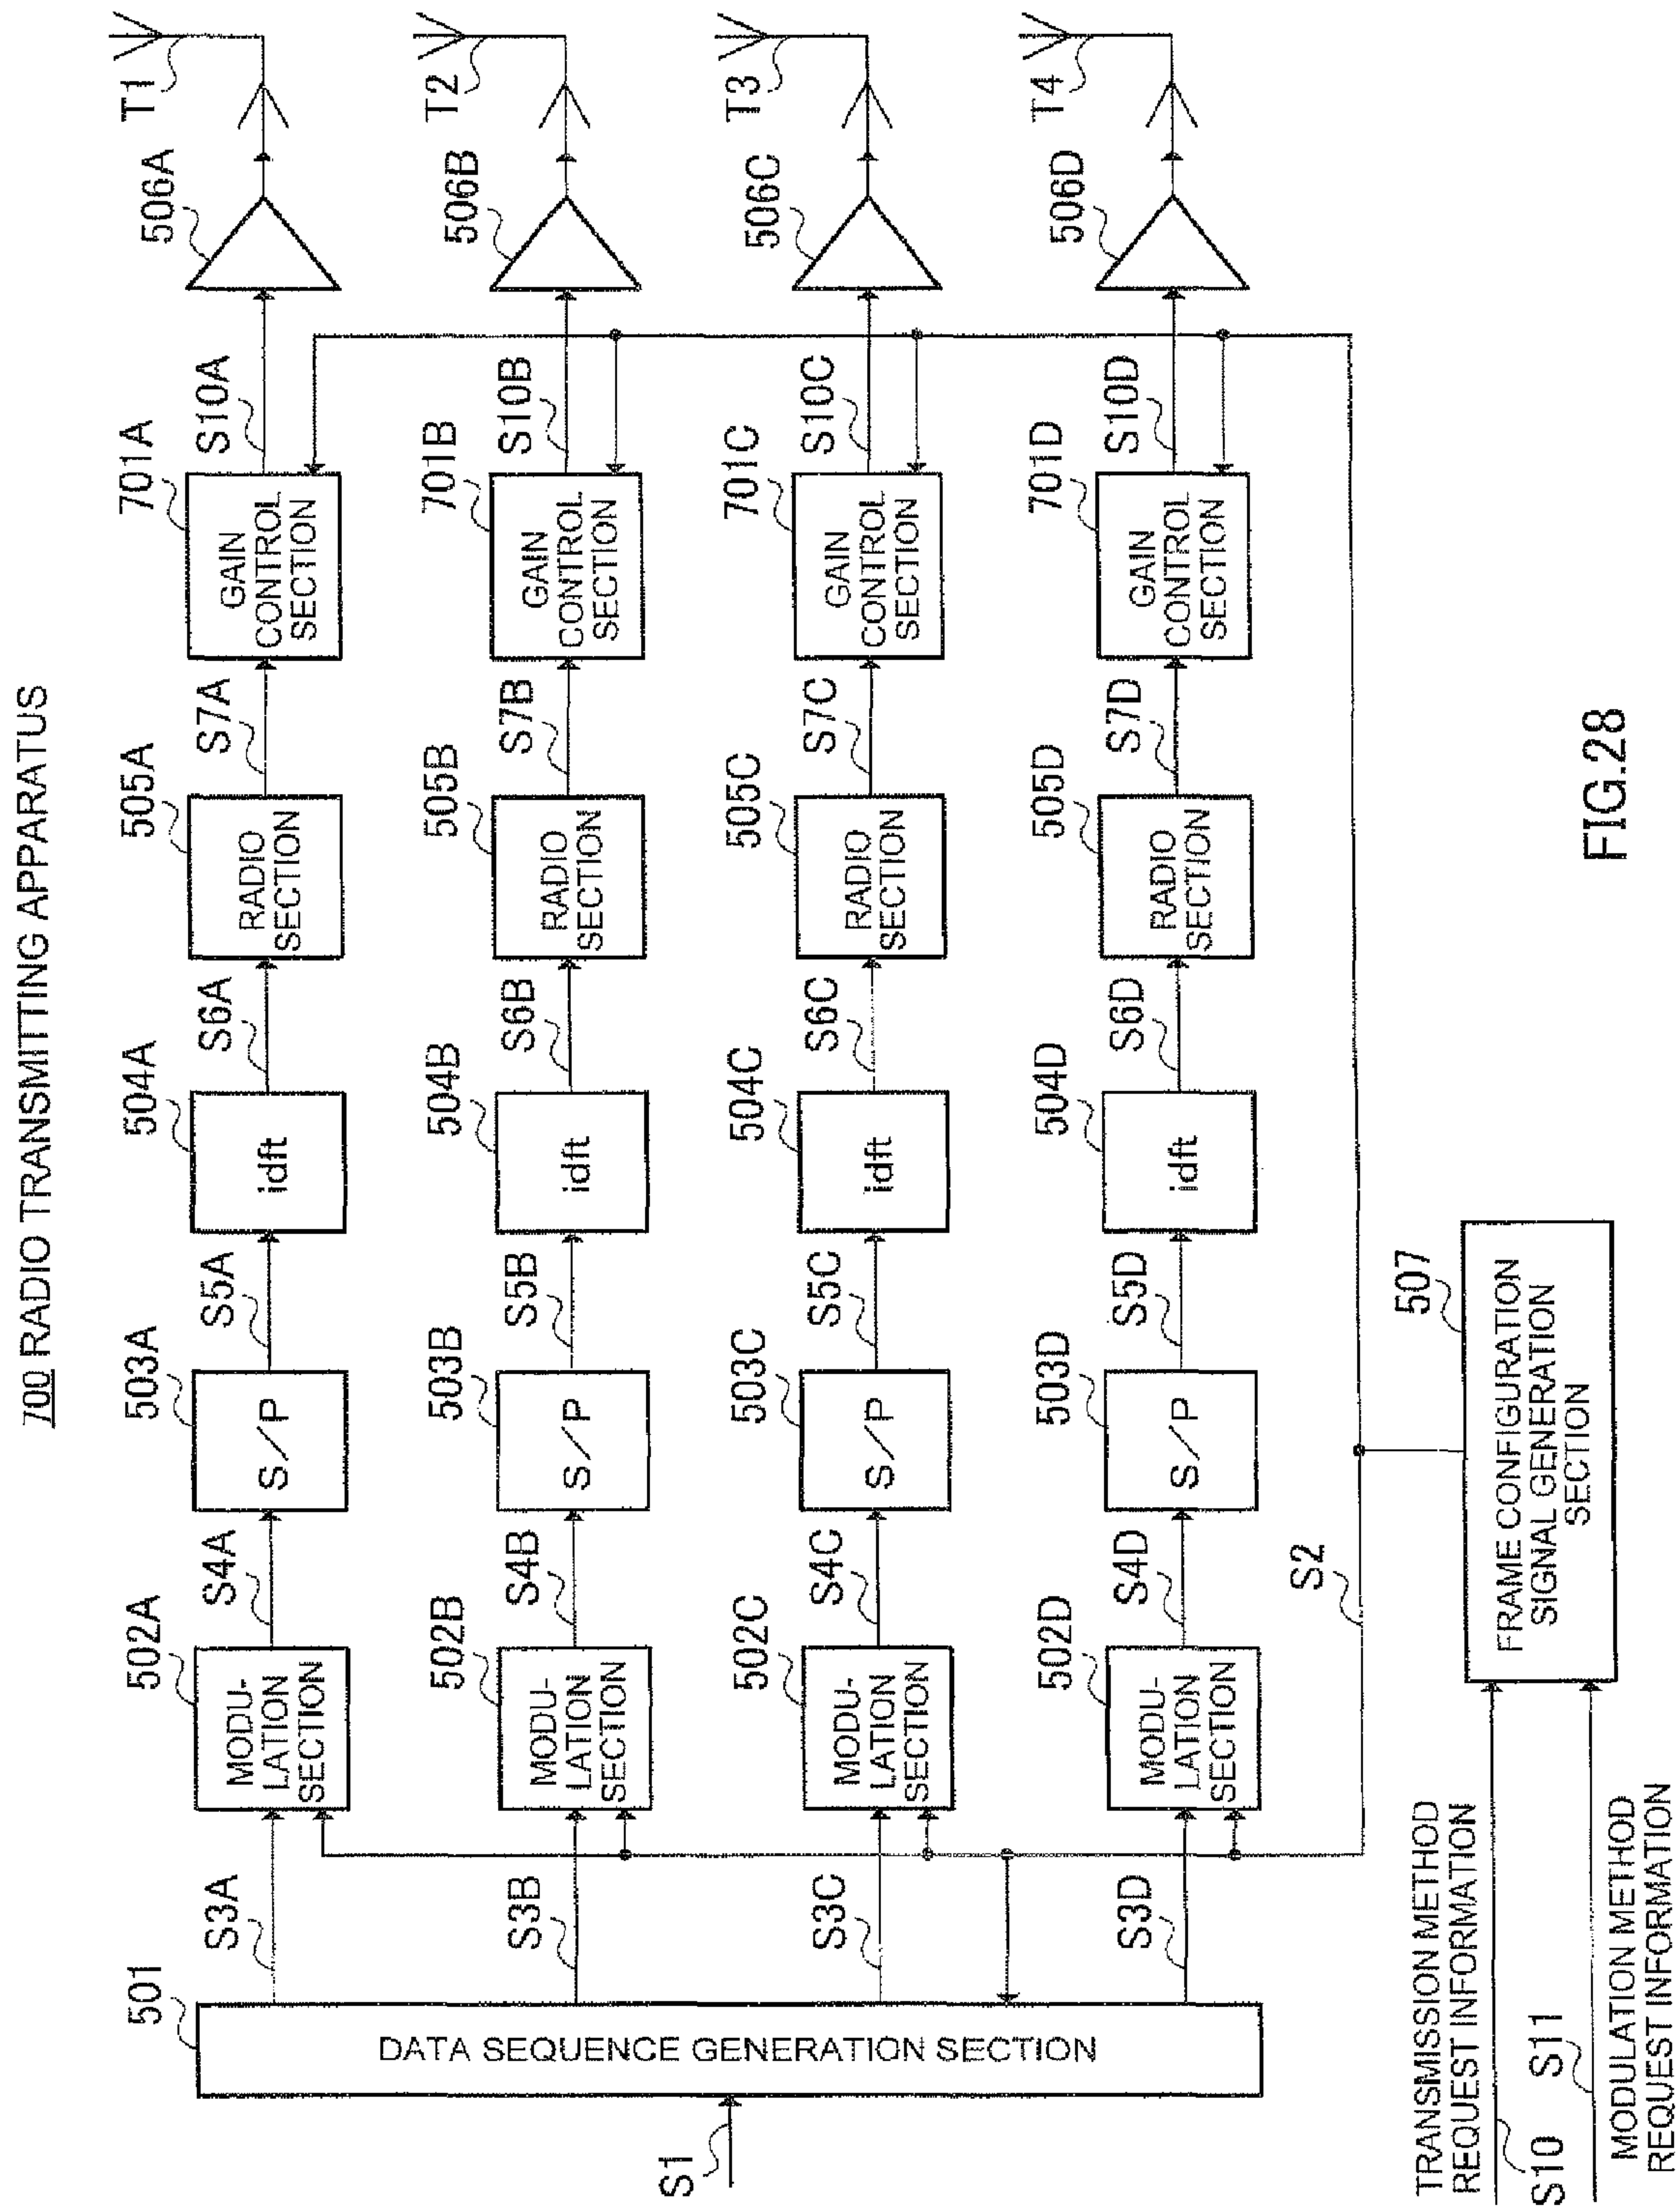 700 RADIO TRANSMITTING APPARATUS
501
S3A
502A
S4A
503A
S5A
504A
S6A
505A
S7A
701A
S10A
506A
T1
MODU-
LATION
SECTION
S/P
idft
RADIO
SECTION
GAIN
CONTROL
SECTION
S3B
502B
S4B
503B
S5B
504B
S6B
505B
S7B
701B
S10B
506B
T2
MODU-
LATION
SECTION
S/P
idft
RADIO
SECTION
GAIN
CONTROL
SECTION
S1
DATA SEQUENCE GENERATION SECTION
S3C
502C
S4C
503C
S5C
504C
S6C
505C
S7C
701C
S10C
506C
T3
MODU-
LATION
SECTION
S/P
idft
RADIO
SECTION
GAIN
CONTROL
SECTION
S3D
502D
S4D
503D
S5D
504D
S6D
505D
S7D
701D
S10D
506D
T4
MODU-
LATION
SECTION
S/P
idft
RADIO
SECTION
GAIN
CONTROL
SECTION
S2
507
TRANSMISSION METHOD
REQUEST INFORMATION
S10
FRAME CONFIGURATION
SIGNAL GENERATION
SECTION
S11
MODULATION METHOD
REQUEST INFORMATION
FIG.28